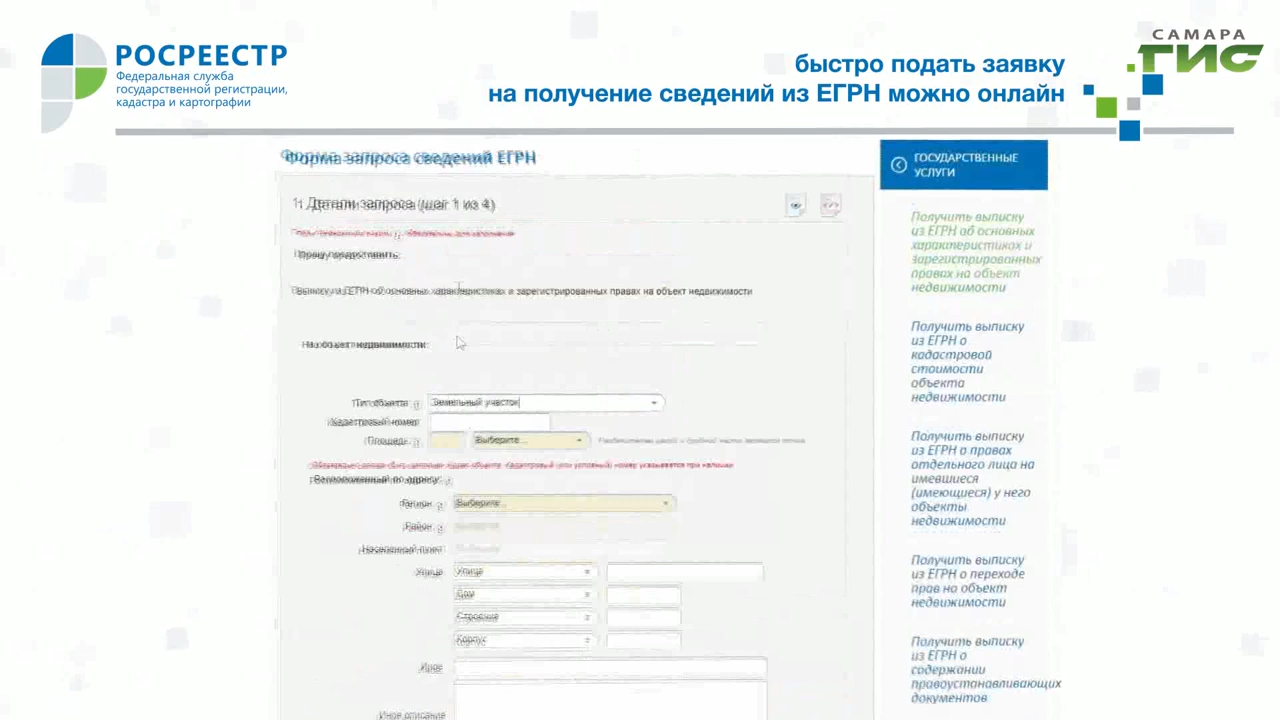 РОСРЕЕСТР
Федеральная служба
государственной регистрации,
кадастра и картографии
быстро подать заявку
на получение сведений из ЕГРН можно онлайн
САМАРА
ГИС
Форма запроса сведений ЕГРН
1. Детали запроса (шаг 1 из 4)
Прошу предоставить:
Выписку из ЕГРН об основных характеристиках и зарегистрированных правах на объект недвижимости
На объект недвижимости:
Тип объекта:
Земельный участок
Кадастровый номер
Площадь:
Выберите...
Расположенный по адресу:
Регион:
Выберите...
Район:
Населенный пункт
Улица
Улица
Дом
Строение
Корпус
Иное
Иное описание
ГОСУДАРСТВЕННЫЕ
УСЛУГИ
Получить выписку
из ЕГРН об основных
характеристиках и
зарегистрированных
правах на объект
недвижимости
Получить выписку
из ЕГРН о
кадастровой
стоимости
объекта
недвижимости
Получить выписку
из ЕГРН о правах
отдельного лица на
имевшиеся
(имеющиеся) у него
объекты
недвижимости
Получить выписку
из ЕГРН о переходе
прав на объект
недвижимости
Получить выписку
из ЕГРН о
содержании
правоустанавливающих
документов